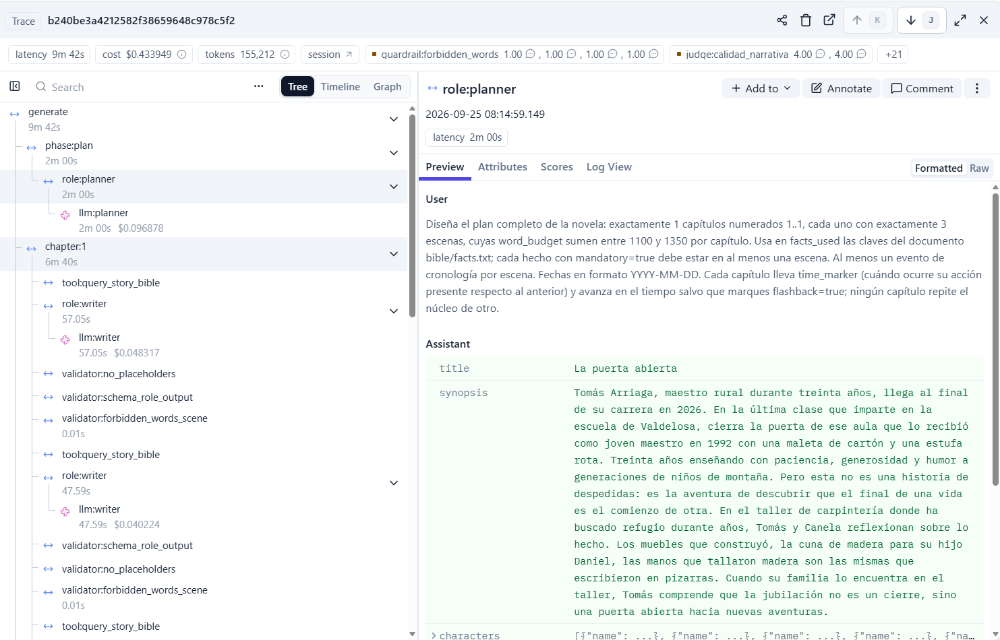 Trace b240be3a4212582f38659648c978c5f2 K J
latency 9m 42s cost $0.433949 tokens 155,212 session guardrail:forbidden_words 1.00 , 1.00 , 1.00 , 1.00 judge:calidad_narrativa 4.00 , 4.00 +21
Search ... Tree Timeline Graph
generate
9m 42s
phase:plan
2m 00s
role:planner
2m 00s
llm:planner
2m 00s $0.096878
chapter:1
6m 40s
tool:query_story_bible
role:writer
57.05s
llm:writer
57.05s $0.048317
validator:no_placeholders
validator:schema_role_output
validator:forbidden_words_scene
0.01s
tool:query_story_bible
role:writer
47.59s
llm:writer
47.59s $0.040224
validator:schema_role_output
validator:no_placeholders
validator:forbidden_words_scene
0.01s
tool:query_story_bible
role:planner Add to Annotate Comment
2026-09-25 08:14:59.149
latency 2m 00s
Preview Attributes Scores Log View Formatted Raw
User
Diseña el plan completo de la novela: exactamente 1 capítulos numerados 1..1, cada uno con exactamente 3
escenas, cuyas word_budget sumen entre 1100 y 1350 por capítulo. Usa en facts_used las claves del documento
bible/facts.txt; cada hecho con mandatory=true debe estar en al menos una escena. Al menos un evento de
cronología por escena. Fechas en formato YYYY-MM-DD. Cada capítulo lleva time_marker (cuándo ocurre su acción
presente respecto al anterior) y avanza en el tiempo salvo que marques flashback=true; ningún capítulo repite el
núcleo de otro.
Assistant
title La puerta abierta
synopsis Tomás Arriaga, maestro rural durante treinta años, llega al final
de su carrera en 2026. En la última clase que imparte en la
escuela de Valdelosa, cierra la puerta de ese aula que lo recibió
como joven maestro en 1992 con una maleta de cartón y una estufa
rota. Treinta años enseñando con paciencia, generosidad y humor a
generaciones de niños de montaña. Pero esta no es una historia de
despedidas: es la aventura de descubrir que el final de una vida
es el comienzo de otra. En el taller de carpintería donde ha
buscado refugio durante años, Tomás y Canela reflexionan sobre lo
hecho. Los muebles que construyó, la cuna de madera para su hijo
Daniel, las manos que tallaron madera son las mismas que
escribieron en pizarras. Cuando su familia lo encuentra en el
taller, Tomás comprende que la jubilación no es un cierre, sino
una puerta abierta hacia nuevas aventuras.
characters [{"name": ...}, {"name": ...}, {"name": ...}, {"name": ...}, {"na…